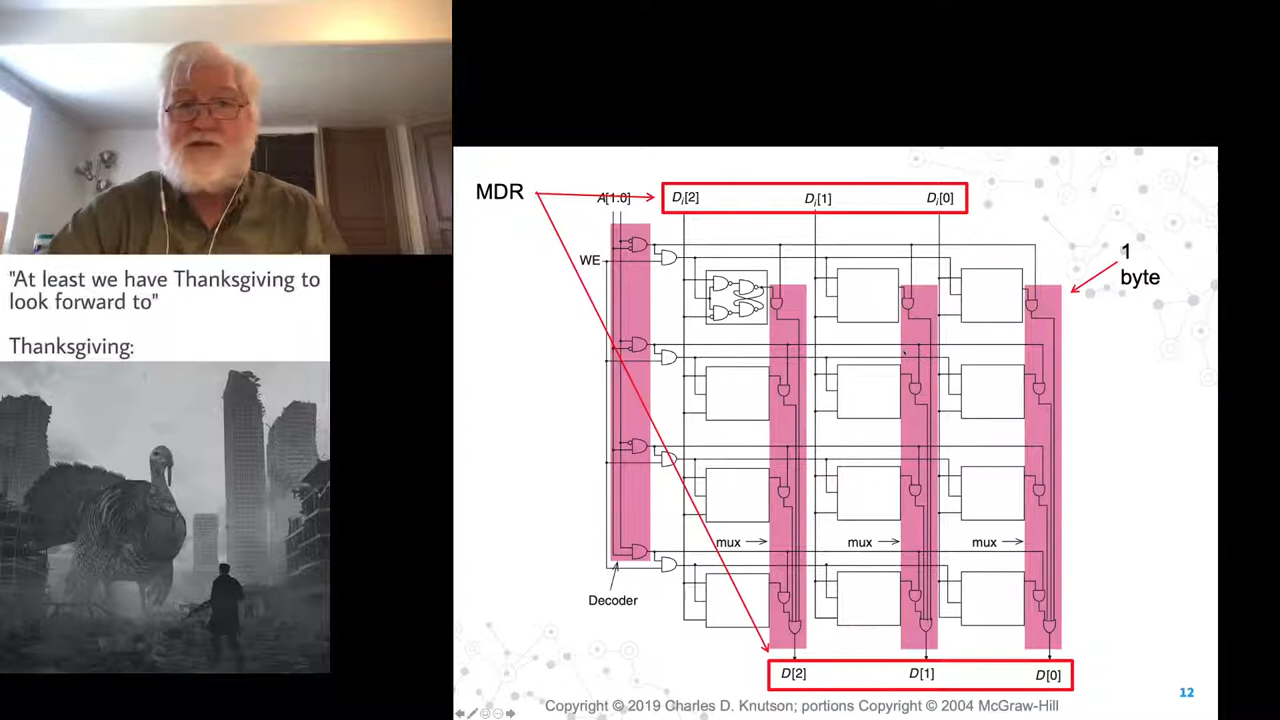 "At least we have Thanksgiving to
look forward to"
Thanksgiving:
MDR
A[1:0]
Di[2]
Di[1]
Di[0]
WE
1
byte
mux
mux
mux
Decoder
D[2]
D[1]
D[0]
Copyright © 2019 Charles D. Knutson; portions Copyright © 2004 McGraw-Hill
12